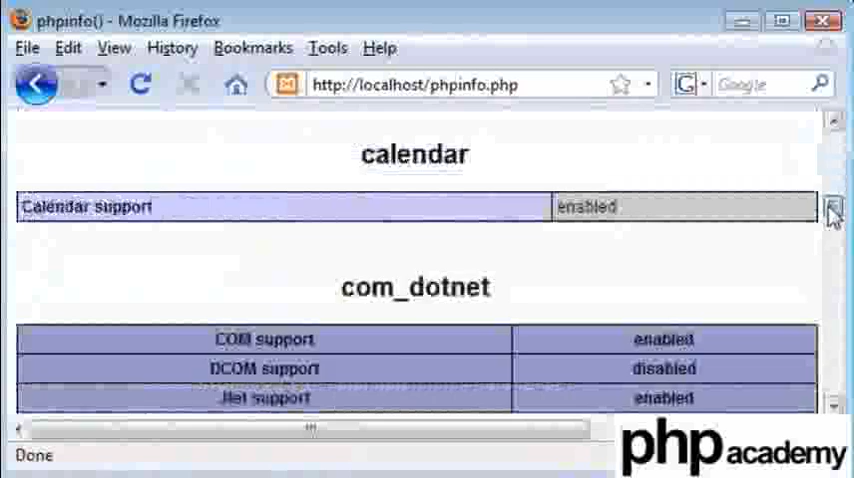 phpinfo() - Mozilla Firefox
File Edit View History Bookmarks Tools Help
http://localhost/phpinfo.php G Google
calendar
Calendar support enabled
com_dotnet
COM support enabled
DCOM support disabled
.Net support enabled
Done
php academy